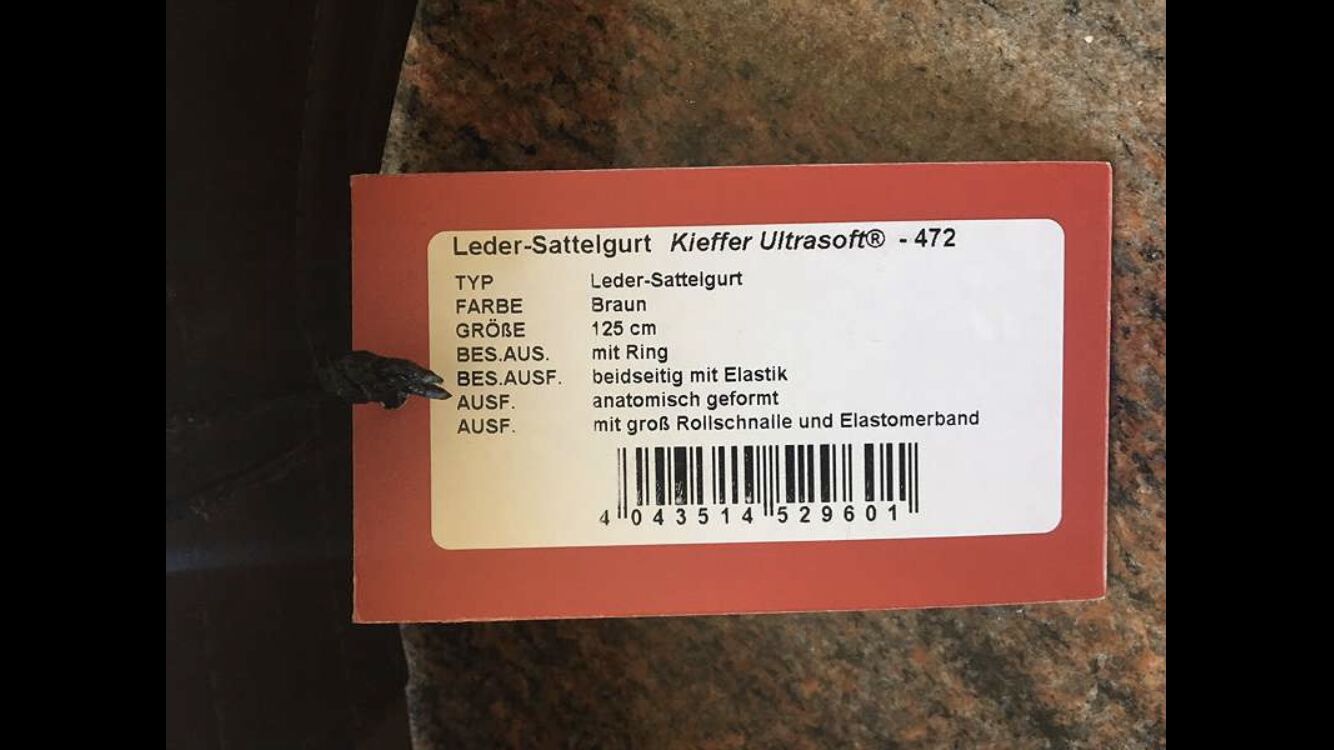 Leder-Sattelgurt Kieffer Ultrasoft® - 472
TYP Leder-Sattelgurt
FARBE Braun
GRÖßE 125 cm
BES.AUS. mit Ring
BES.AUSF. beidseitig mit Elastik
AUSF. anatomisch geformt
AUSF. mit groß Rollschnalle und Elastomerband
4 043514 529601